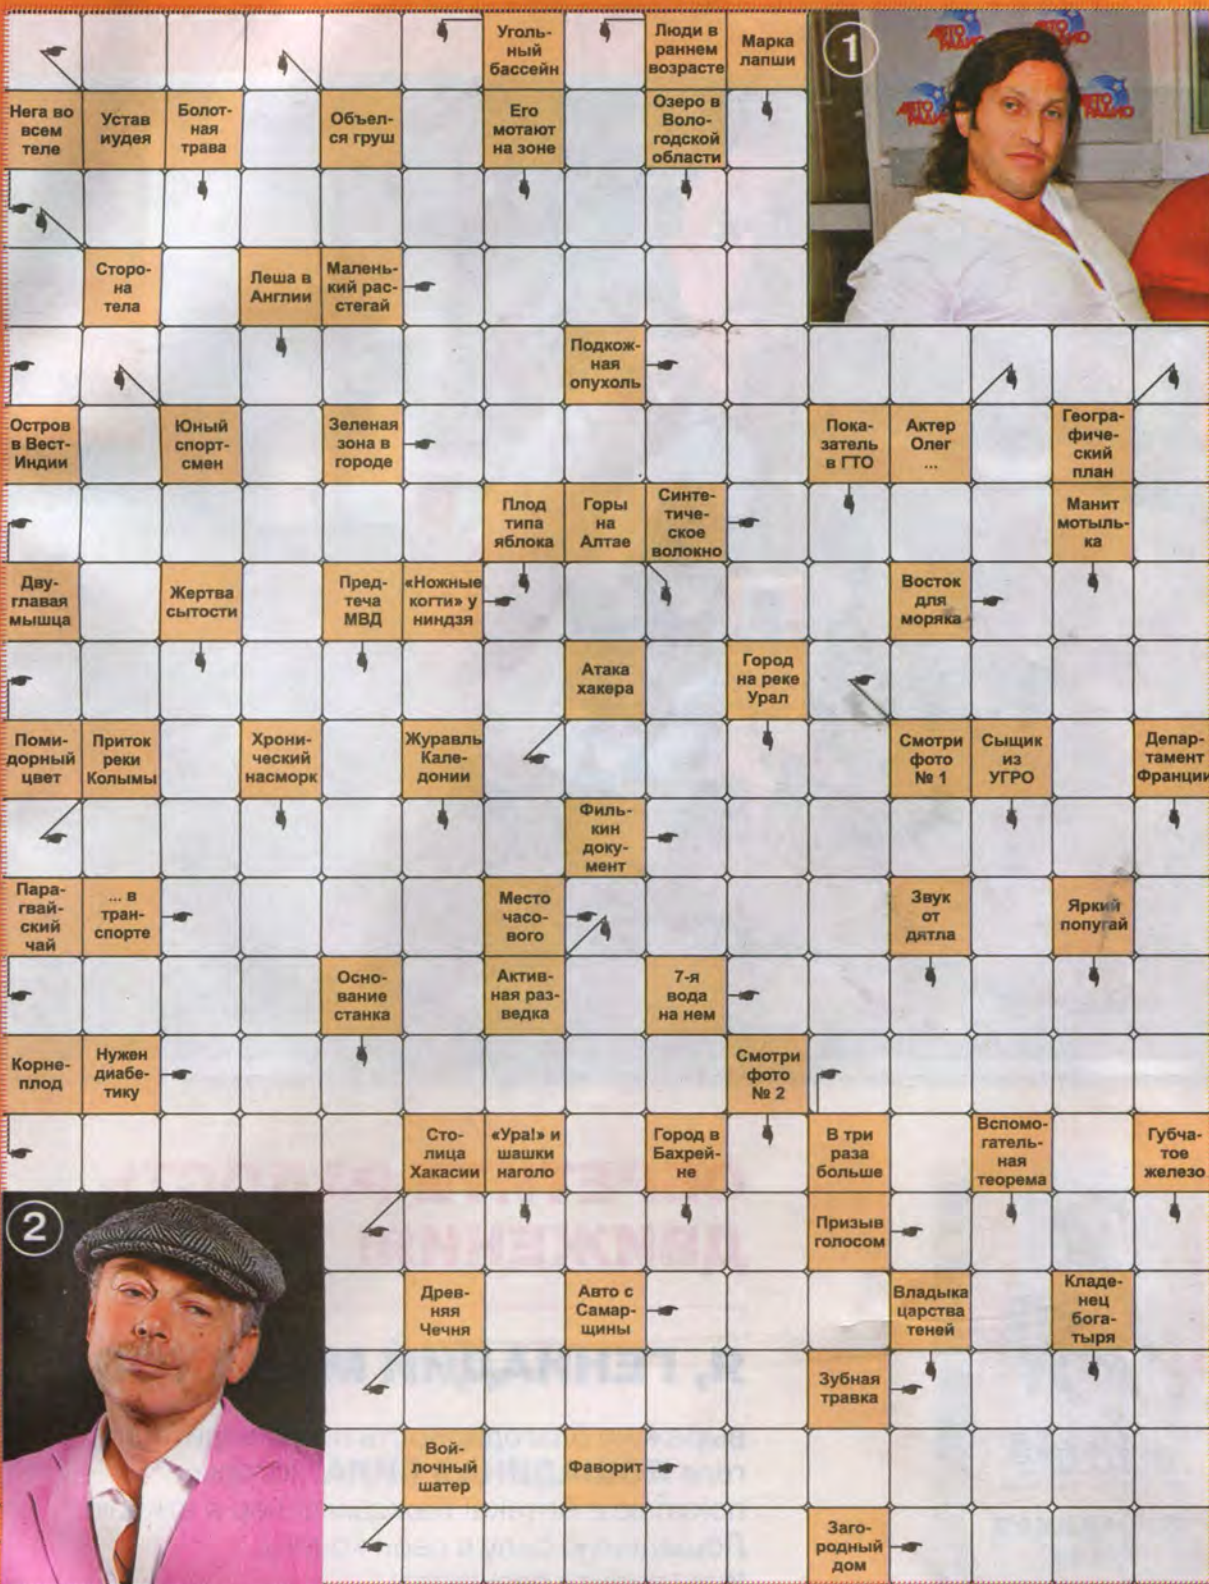 Уголь-
ный
бассейн
Люди в
раннем
возрасте
Марка
лапши
1
АВТО
РАДИО
АВТО
РАДИО
АВТО
РАДИО
АВТО
РАДИО
Нега во
всем
теле
Устав
иудея
Болот-
ная
трава
Объел-
ся груш
Его
мотают
на зоне
Озеро в
Воло-
годской
области
Сторо-
на
тела
Леша в
Англии
Малень-
кий рас-
стегай
Подкож-
ная
опухоль
Остров
в Вест-
Индии
Юный
спорт-
смен
Зеленая
зона в
городе
Пока-
затель
в ГТО
Актер
Олег
...
Геогра-
фиче-
ский
план
Плод
типа
яблока
Горы
на
Алтае
Синте-
тиче-
ское
волокно
Манит
мотыль-
ка
Дву-
главая
мышца
Жертва
сытости
Пред-
теча
МВД
«Ножные
когти» у
ниндзя
Восток
для
моряка
Атака
хакера
Город
на реке
Урал
Поми-
дорный
цвет
Приток
реки
Колымы
Хрони-
ческий
насморк
Журавль
Кале-
донии
Смотри
фото
№ 1
Сыщик
из
УГРО
Депар-
тамент
Франции
Филь-
кин
доку-
мент
Пара-
гвай-
ский
чай
... в
тран-
спорте
Место
часо-
вого
Звук
от
дятла
Яркий
попугай
Осно-
вание
станка
Актив-
ная раз-
ведка
7-я
вода
на нем
Корне-
плод
Нужен
диабе-
тику
Смотри
фото
№ 2
Сто-
лица
Хакасии
«Ура!» и
шашки
наголо
Город в
Бахрей-
не
В три
раза
больше
Вспомо-
гатель-
ная
теорема
Губча-
тое
железо
2
Призыв
голосом
Древ-
няя
Чечня
Авто с
Самар-
щины
Владыка
царства
теней
Кладе-
нец
бога-
тыря
Зубная
травка
Вой-
лочный
шатер
Фаворит
Заго-
родный
дом